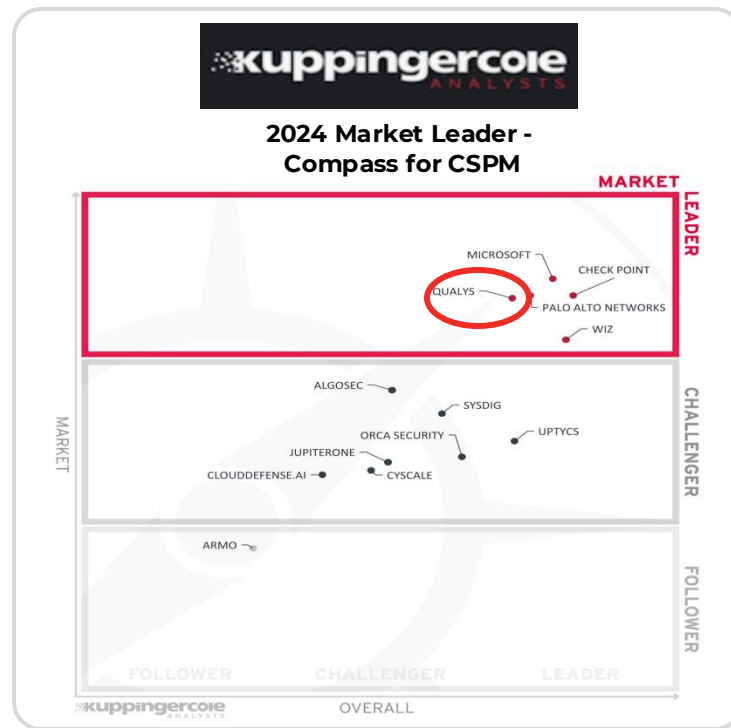 kuppingercole
ANALYSTS
2024 Market Leader -
Compass for CSPM
MARKET
LEADER
MICROSOFT
CHECK POINT
QUALYS
PALO ALTO NETWORKS
WIZ
ALGOSEC
SYSDIG
CHALLENGER
MARKET
ORCA SECURITY
UPTYCS
JUPITERONE
CLOUDDEFENSE.AI
CYSCALE
ARMO
FOLLOWER
FOLLOWER
CHALLENGER
LEADER
kuppingercole
ANALYSTS
OVERALL